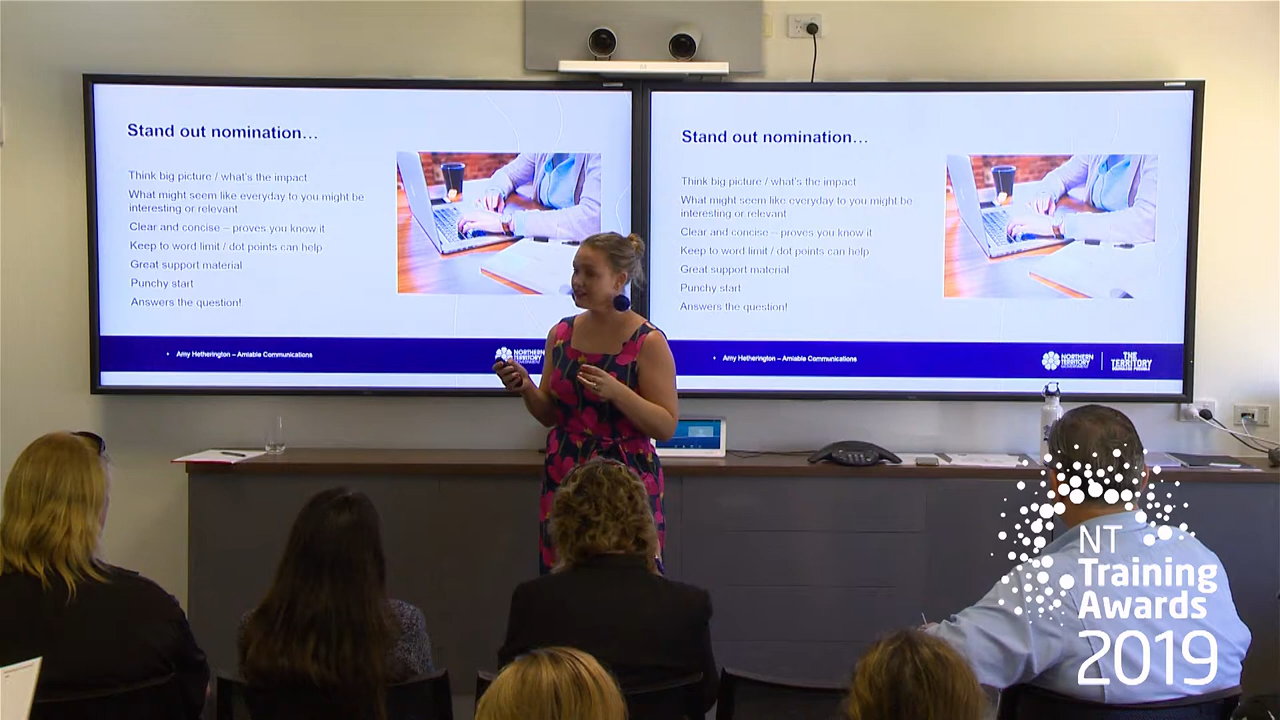 Stand out nomination…
Think big picture / what's the impact
What might seem like everyday to you might be
interesting or relevant
Clear and concise – proves you know it
Keep to word limit / dot points can help
Great support material
Punchy start
Answers the question!
• Amy Hetherington – Amiable Communications
NORTHERN
TERRITORY
GOVERNMENT
Stand out nomination…
Think big picture / what's the impact
What might seem like everyday to you might be
interesting or relevant
Clear and concise – proves you know it
Keep to word limit / dot points can help
Great support material
Punchy start
Answers the question!
• Amy Hetherington – Amiable Communications
NORTHERN
TERRITORY
GOVERNMENT
THE
TERRITORY
NT
Training
Awards
2019